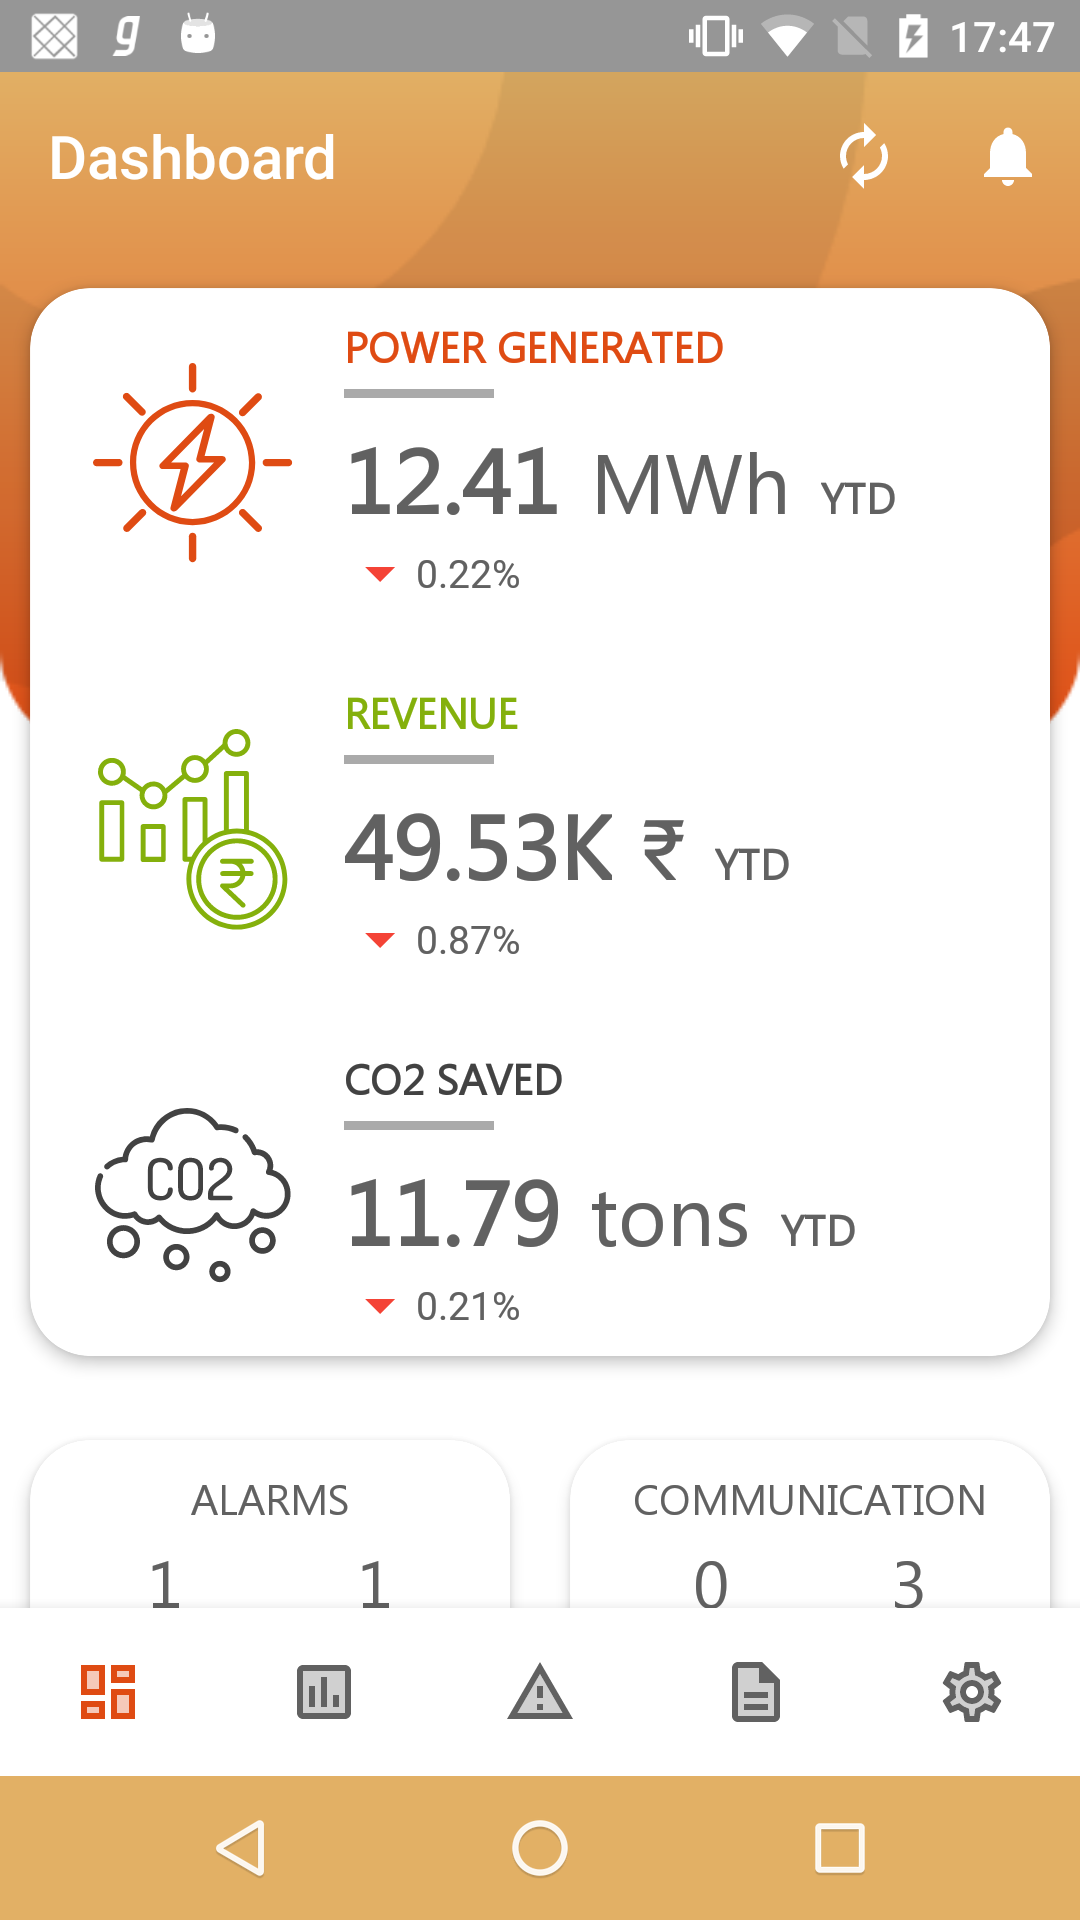 g 17:47
Dashboard
POWER GENERATED
12.41 MWh YTD
0.22%
REVENUE
₹
49.53K ₹ YTD
0.87%
CO2 SAVED
CO2
11.79 tons YTD
0.21%
ALARMS COMMUNICATION
1 1 0 3